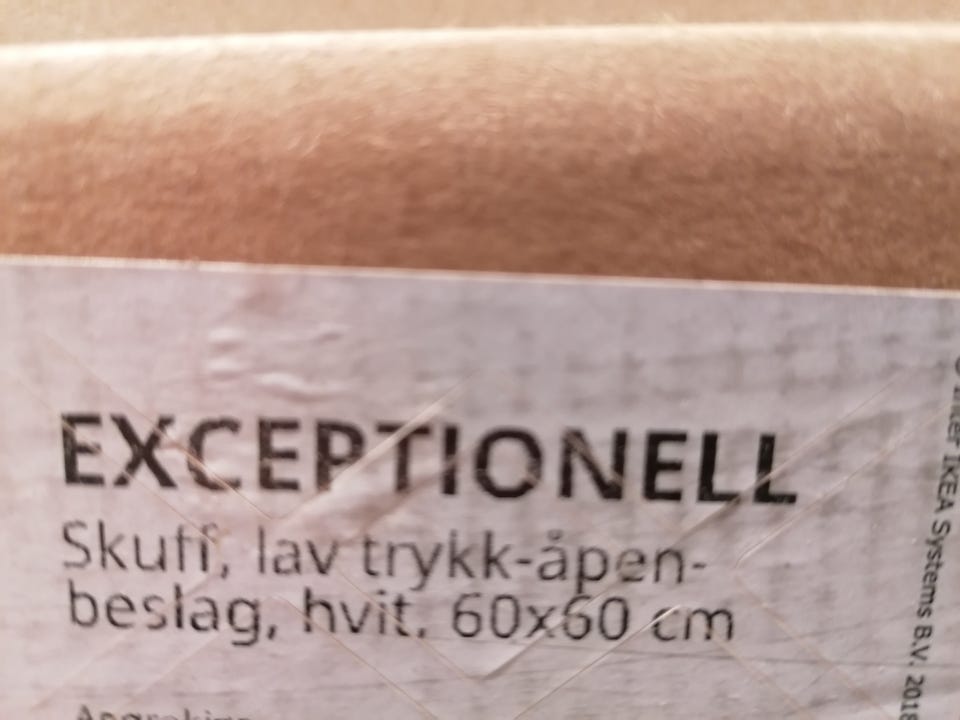 EXCEPTIONELL
Skuff, lav trykk-åpen-
beslag, hvit, 60x60 cm
Inter IKEA Systems B.V. 2018